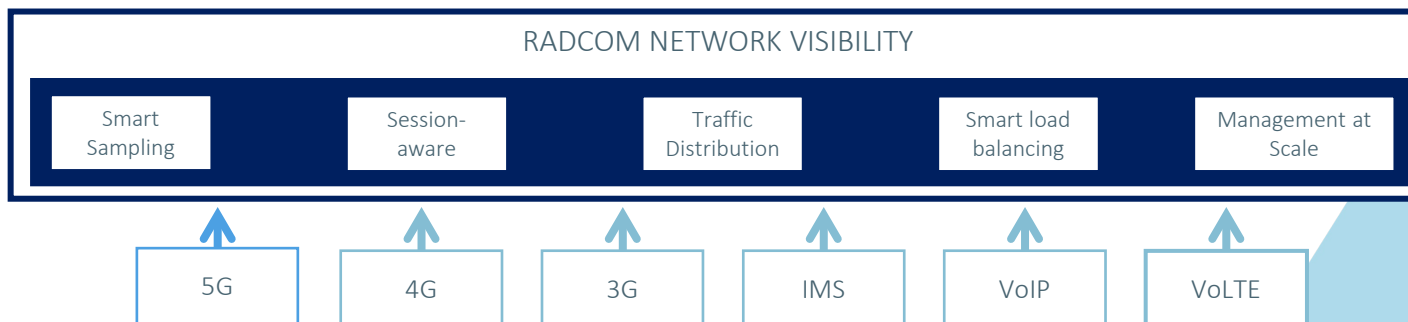 RADCOM NETWORK VISIBILITY
Smart
Sampling
Session-
aware
Traffic
Distribution
Smart load
balancing
Management at
Scale
5G
4G
3G
IMS
VoIP
VoLTE